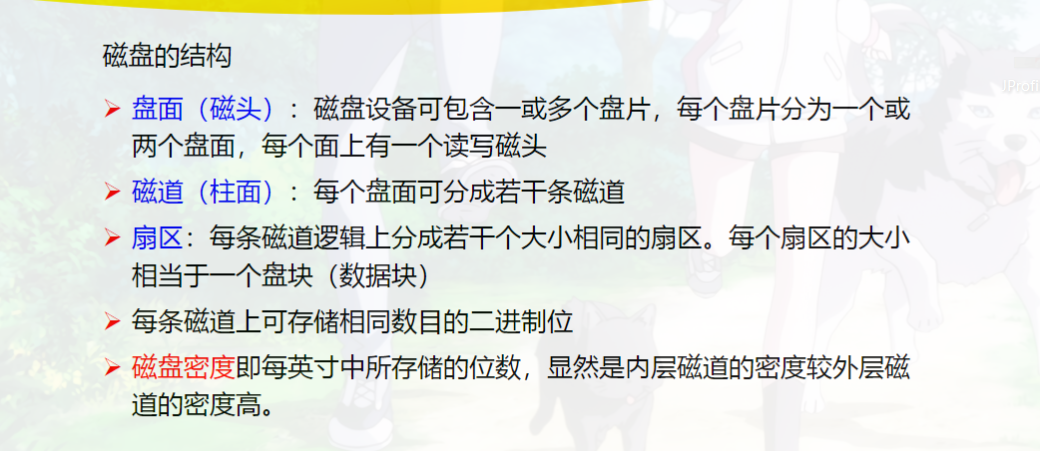 磁盘的结构
盘面（磁头）：磁盘设备可包含一或多个盘片，每个盘片分为一个或
两个盘面，每个面上有一个读写磁头
磁道（柱面）：每个盘面可分成若干条磁道
扇区：每条磁道逻辑上分成若干个大小相同的扇区。每个扇区的大小
相当于一个盘块（数据块）
每条磁道上可存储相同数目的二进制位
磁盘密度即每英寸中所存储的位数，显然是内层磁道的密度较外层磁
道的密度高。